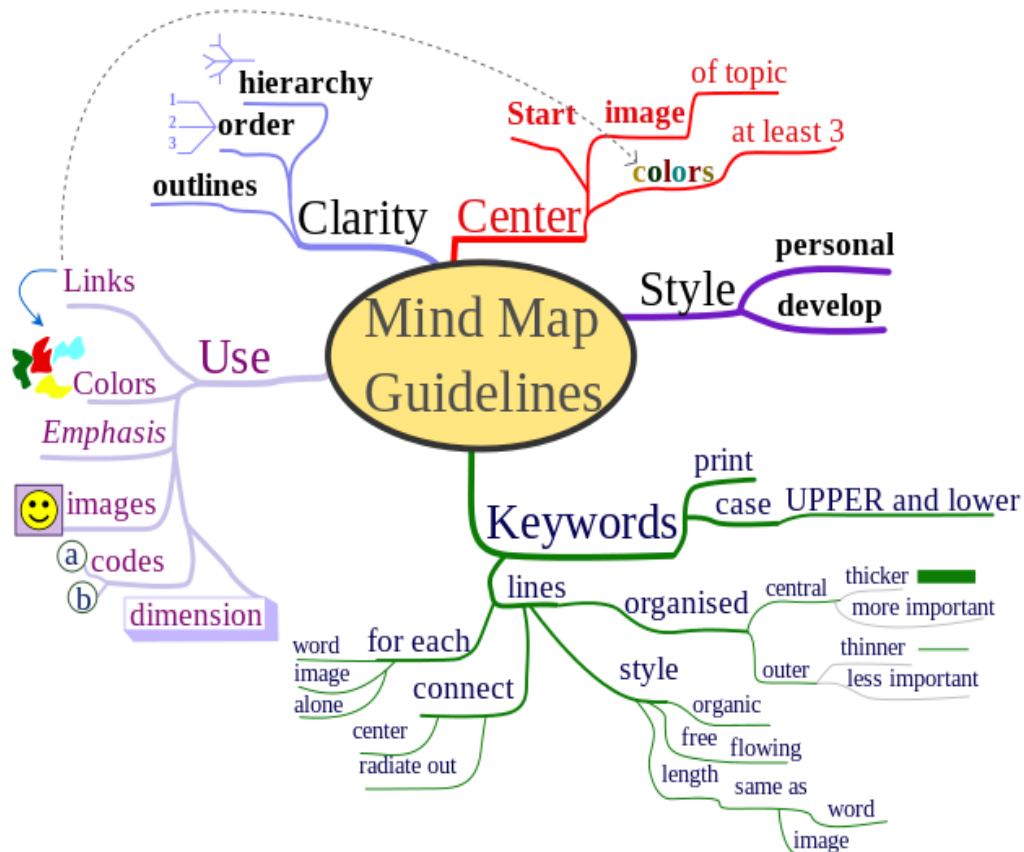 Mind Map
Guidelines
Center
Start
image
of topic
colors
at least 3
Style
personal
develop
Keywords
print
case
UPPER and lower
lines
organised
central
thicker
more important
outer
thinner
less important
style
organic
free
flowing
length
same as
word
image
connect
center
radiate out
for each
word
image
alone
Use
Links
Colors
Emphasis
images
codes
a
b
dimension
Clarity
hierarchy
order
1
2
3
outlines